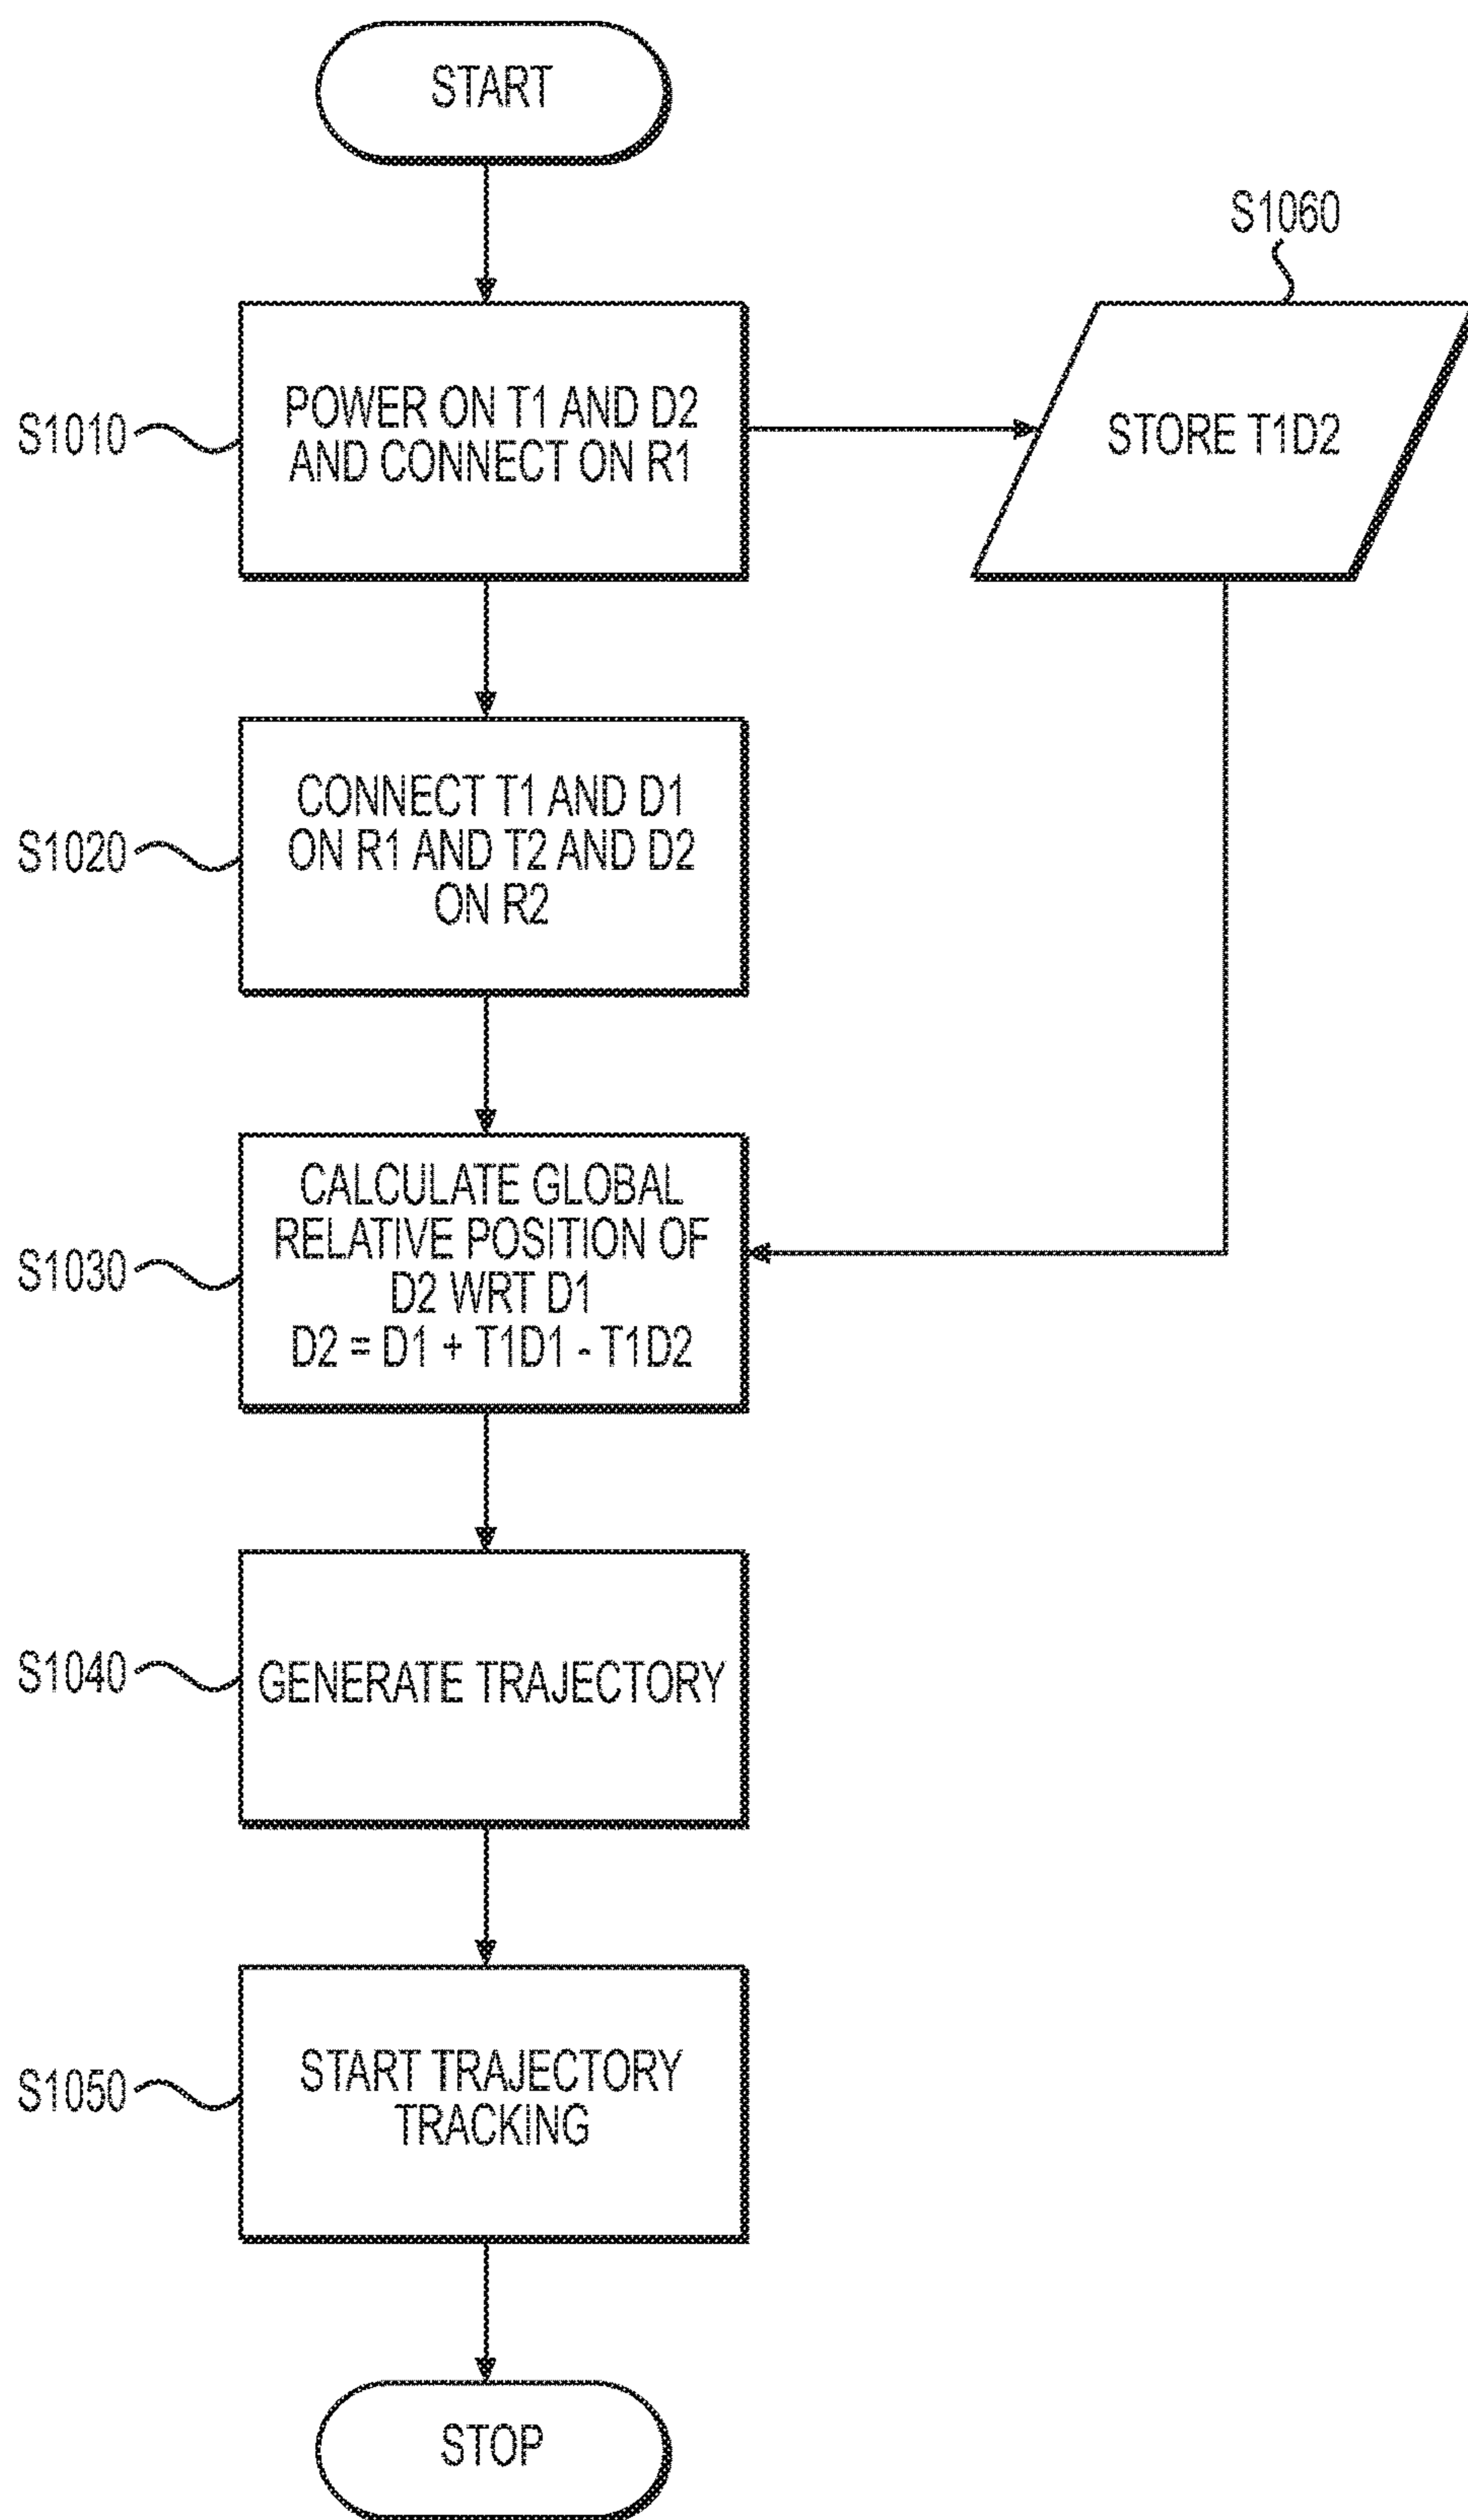 START
S1060
S1010
POWER ON T1 AND D2
AND CONNECT ON R1
STORE T1D2
S1020
CONNECT T1 AND D1
ON R1 AND T2 AND D2
ON R2
S1030
CALCULATE GLOBAL
RELATIVE POSITION OF
D2 WRT D1
D2 = D1 + T1D1 - T1D2
S1040
GENERATE TRAJECTORY
S1050
START TRAJECTORY
TRACKING
STOP